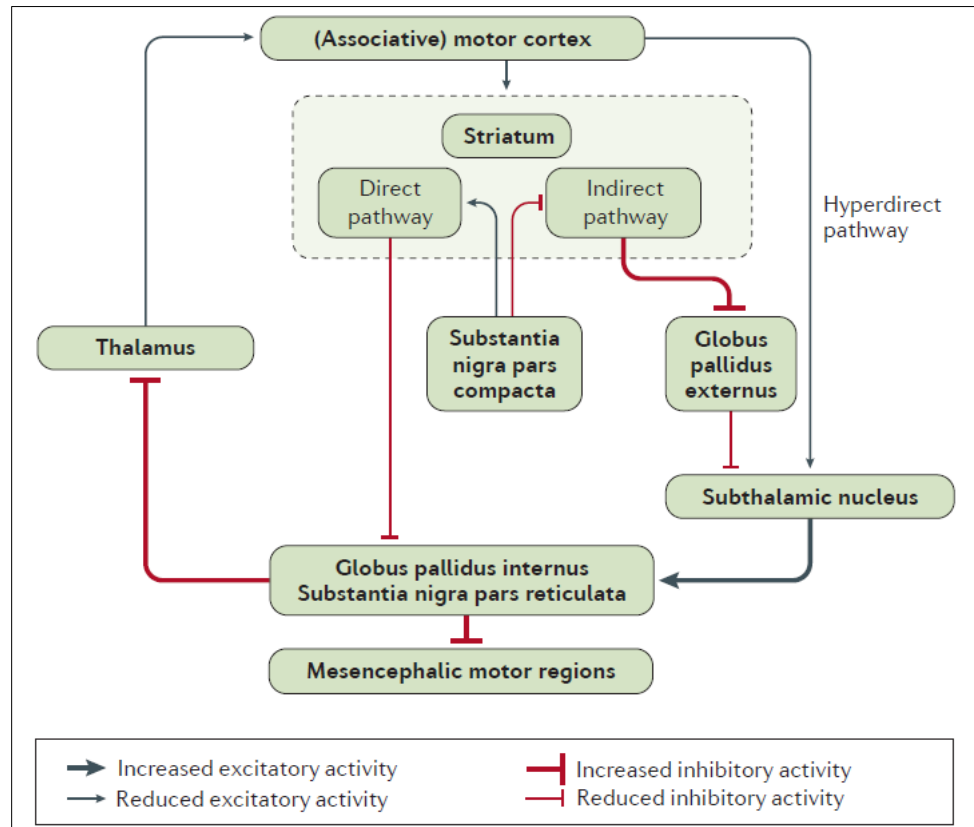 (Associative) motor cortex
Striatum
Direct
pathway
Indirect
pathway
Hyperdirect
pathway
Thalamus
Substantia
nigra pars
compacta
Globus
pallidus
externus
Subthalamic nucleus
Globus pallidus internus
Substantia nigra pars reticulata
Mesencephalic motor regions
Increased excitatory activity
Reduced excitatory activity
Increased inhibitory activity
Reduced inhibitory activity